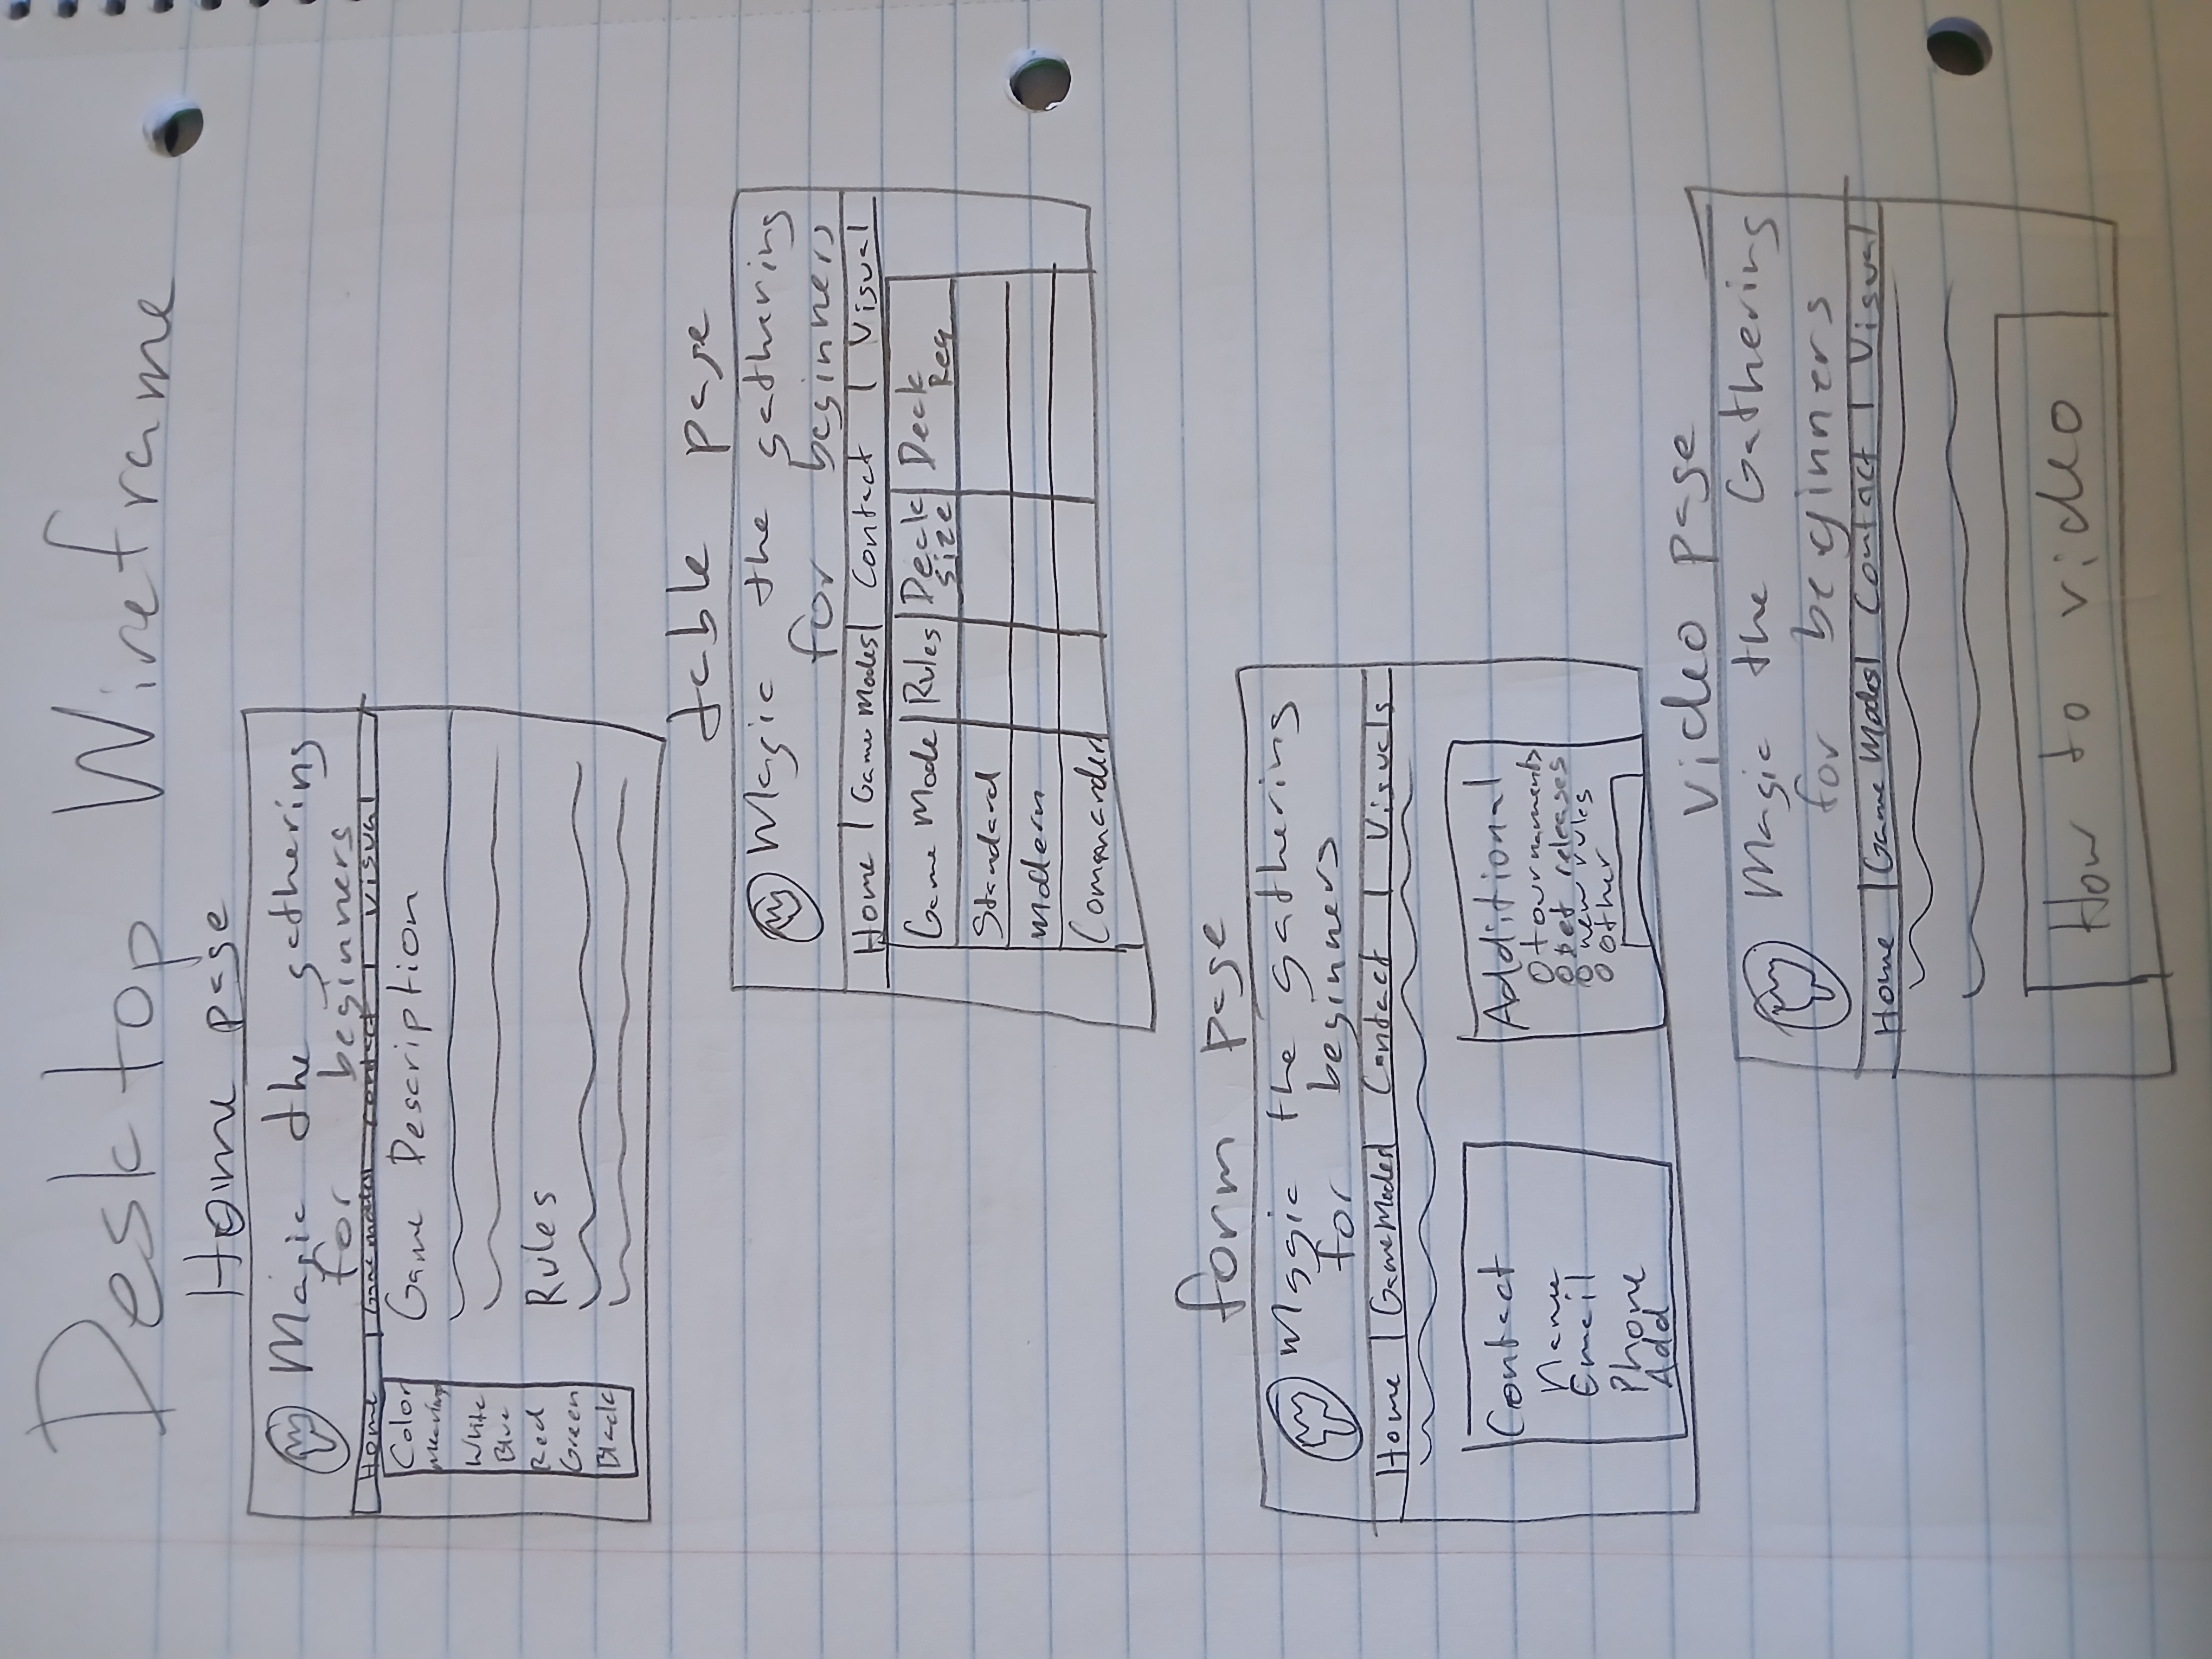 Desktop Wireframe
Home page
Magic the gathering
for beginners
Home | Game modes| contact | Visual
Color
meaning
White
Blue
Red
Green
Black
Game Description
Rules
table page
Magic the gathering
for beginners
Home | Game Modes| Contact | Visual
Game Mode Rules Deck size Deck Req
Standard
modern
Commander
form page
Magic the gathering
for beginners
Home | Game Modes| Contact | Visuals
Contact
Name
Email
Phone
Add
Additional
tournaments
set releases
new rules
other
video page
Magic the Gathering
for beginners
Home | Game Modes| Contact | Visual
How to video